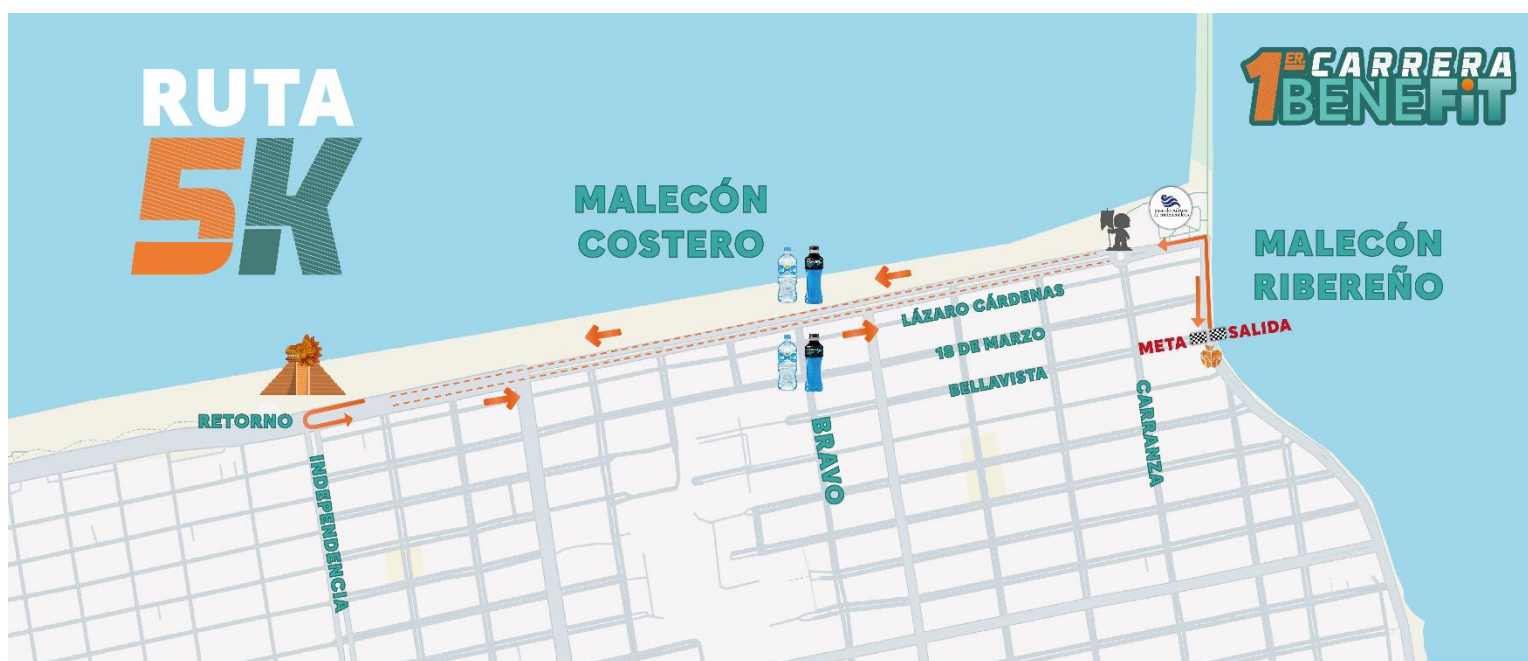 RUTA
5K
1ER. CARRERA
BENEFiT
MALECÓN
COSTERO
MALECÓN
RIBEREÑO
LÁZARO CÁRDENAS
18 DE MARZO
BELLAVISTA
META
SALIDA
RETORNO
INDEPENDENCIA
BRAVO
CARRANZA